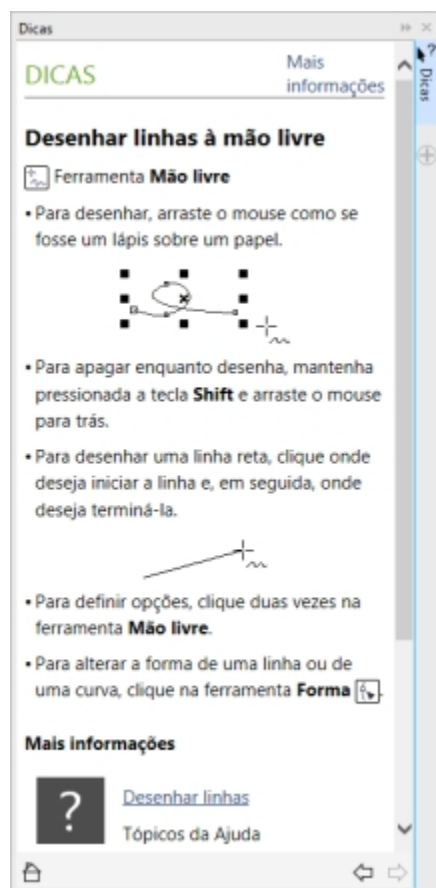 Dicas
DICAS
Mais
informações
Dicas
Desenhar linhas à mão livre
Ferramenta Mão livre
• Para desenhar, arraste o mouse como se
fosse um lápis sobre um papel.
• Para apagar enquanto desenha, mantenha
pressionada a tecla Shift e arraste o mouse
para trás.
• Para desenhar uma linha reta, clique onde
deseja iniciar a linha e, em seguida, onde
deseja terminá-la.
• Para definir opções, clique duas vezes na
ferramenta Mão livre.
• Para alterar a forma de uma linha ou de
uma curva, clique na ferramenta Forma .
Mais informações
?
Desenhar linhas
Tópicos da Ajuda